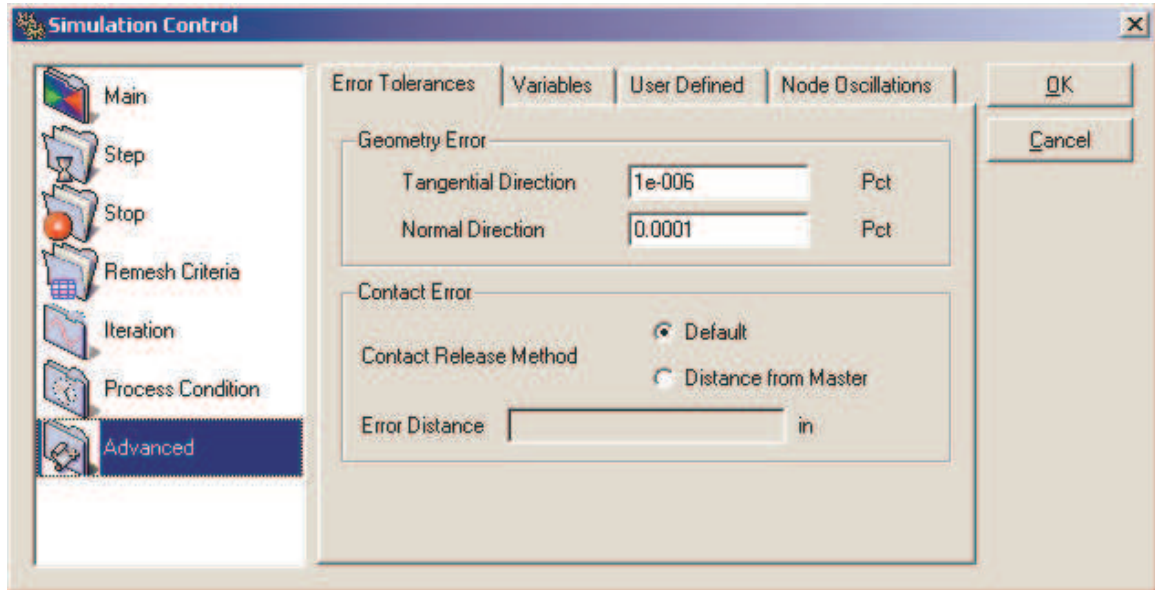 Simulation Control
Main
Step
Stop
Remesh Criteria
Iteration
Process Condition
Advanced
Error Tolerances
Variables
User Defined
Node Oscillations
Geometry Error
Tangential Direction 1e-006 Pct
Normal Direction 0.0001 Pct
Contact Error
Contact Release Method
Default
Distance from Master
Error Distance in
OK
Cancel